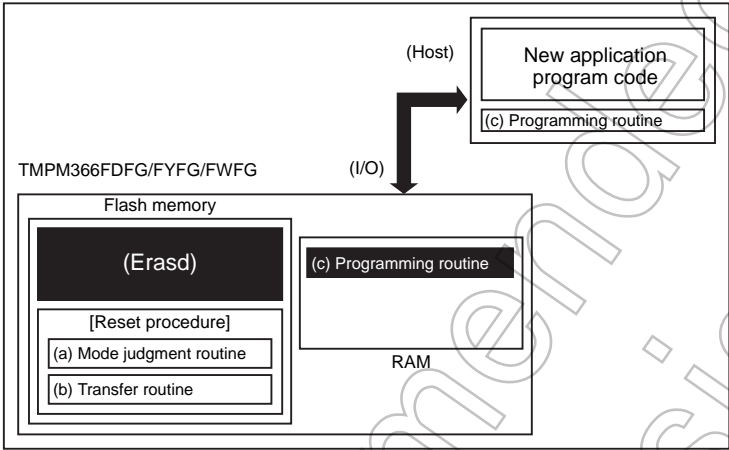 (Host)
New application
program code
(c) Programming routine
(I/O)
TMPM366FDFG/FYFG/FWFG
Flash memory
(Erasd)
(c) Programming routine
[Reset procedure]
(a) Mode judgment routine
(b) Transfer routine
RAM